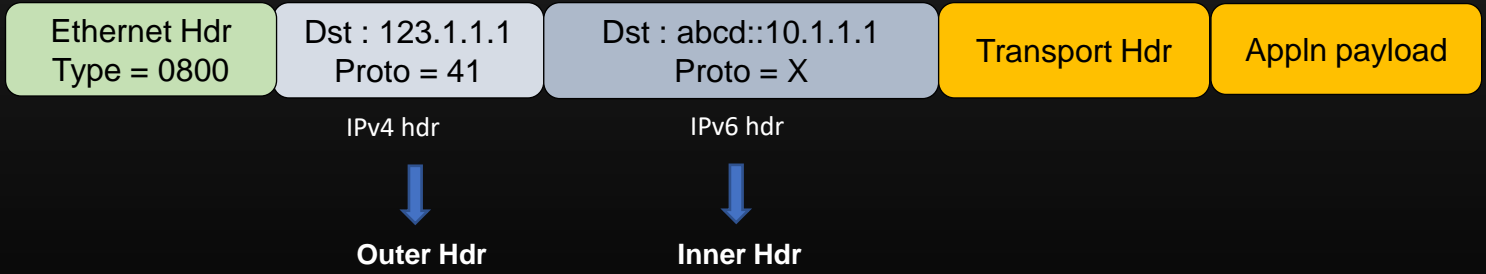 Ethernet Hdr
Type = 0800
Dst : 123.1.1.1
Proto = 41
Dst : abcd::10.1.1.1
Proto = X
Transport Hdr
Appln payload
IPv4 hdr
IPv6 hdr
Outer Hdr
Inner Hdr